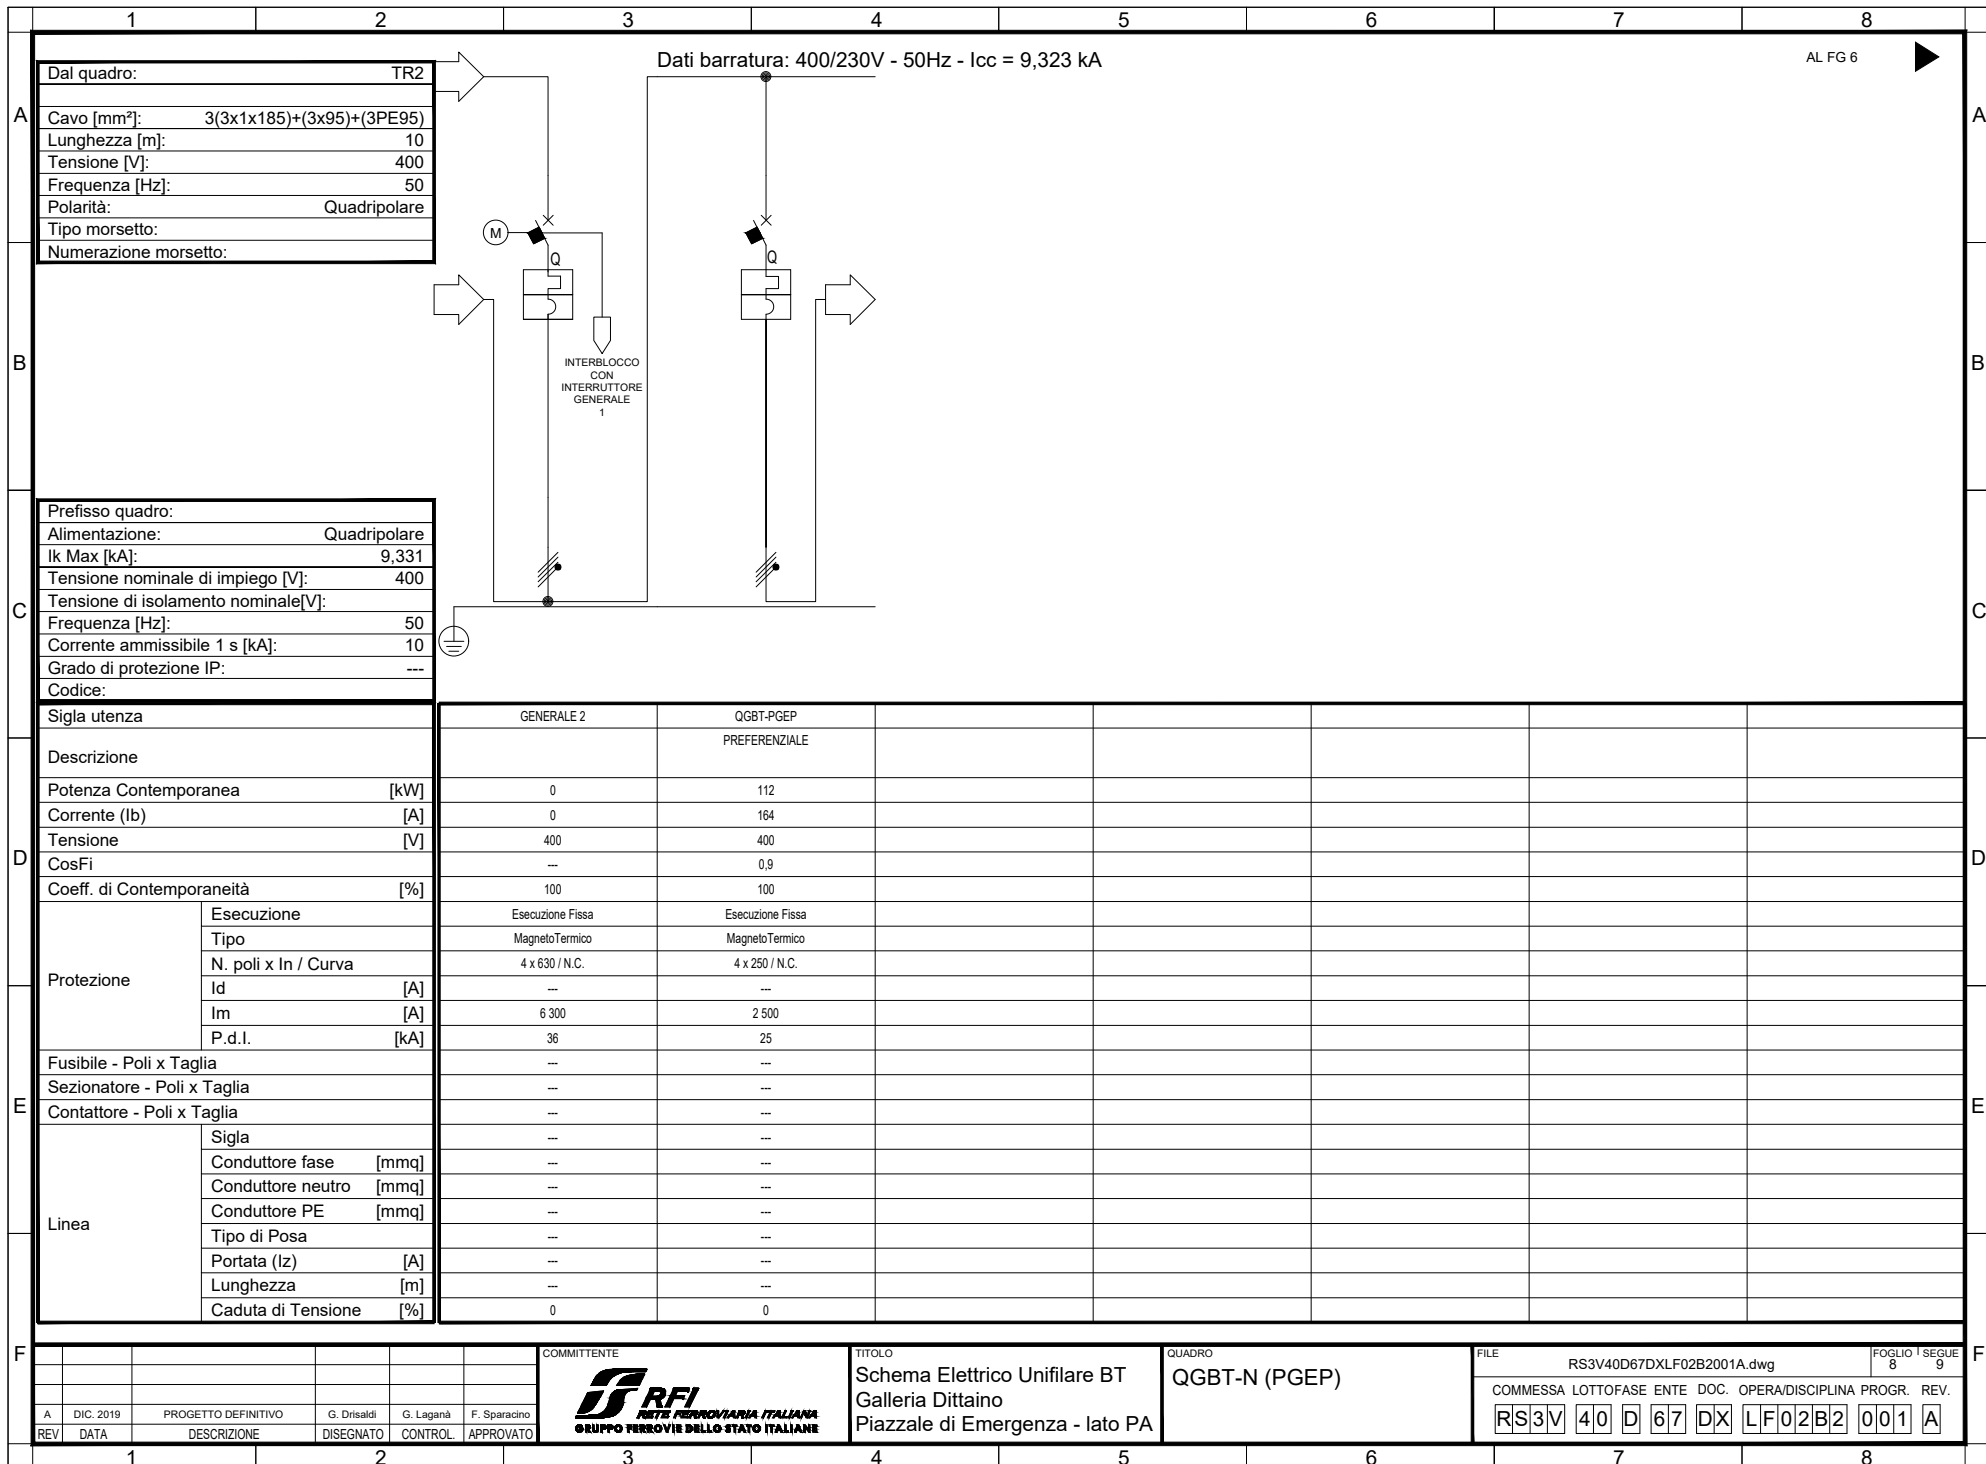 1 2 3 4 5 6 7 8
Dati barratura: 400/230V - 50Hz - Icc = 9,323 kA
AL FG 6
Dal quadro: TR2
A A
Cavo [mm²]: 3(3x1x185)+(3x95)+(3PE95)
Lunghezza [m]: 10
Tensione [V]: 400
Frequenza [Hz]: 50
Polarità: Quadripolare
Tipo morsetto:
Numerazione morsetto:
M
Q Q
B B
INTERBLOCCO
CON
INTERRUTTORE
GENERALE
1
Prefisso quadro:
Alimentazione: Quadripolare
Ik Max [kA]: 9,331
Tensione nominale di impiego [V]: 400
Tensione di isolamento nominale[V]:
C C
Frequenza [Hz]: 50
Corrente ammissibile 1 s [kA]: 10
Grado di protezione IP: ---
Codice:
Sigla utenza GENERALE 2 QGBT-PGEP
Descrizione PREFERENZIALE
Potenza Contemporanea [kW] 0 112
Corrente (Ib) [A] 0 164
Tensione [V] 400 400
D D
CosFi --- 0,9
Coeff. di Contemporaneità [%] 100 100
Protezione
Esecuzione Esecuzione Fissa Esecuzione Fissa
Tipo MagnetoTermico MagnetoTermico
N. poli x In / Curva 4 x 630 / N.C. 4 x 250 / N.C.
Id [A] --- ---
Im [A] 6 300 2 500
P.d.I. [kA] 36 25
Fusibile - Poli x Taglia --- ---
Sezionatore - Poli x Taglia --- ---
E E
Contattore - Poli x Taglia --- ---
Linea
Sigla --- ---
Conduttore fase [mmq] --- ---
Conduttore neutro [mmq] --- ---
Conduttore PE [mmq] --- ---
Tipo di Posa --- ---
Portata (Iz) [A] --- ---
Lunghezza [m] --- ---
Caduta di Tensione [%] 0 0
F F
A DIC. 2019 PROGETTO DEFINITIVO G. Drisaldi G. Laganà F. Sparacino
REV DATA DESCRIZIONE DISEGNATO CONTROL. APPROVATO
COMMITTENTE
RFI
RETE FERROVIARIA ITALIANA
GRUPPO FERROVIE DELLO STATO ITALIANE
TITOLO
Schema Elettrico Unifilare BT
Galleria Dittaino
Piazzale di Emergenza - lato PA
QUADRO
QGBT-N (PGEP)
FILE
RS3V40D67DXLF02B2001A.dwg
FOGLIO SEGUE
8 9
COMMESSA LOTTO FASE ENTE DOC. OPERA/DISCIPLINA PROGR. REV.
RS3V 40 D 67 DX LF02B2 001 A
1 2 3 4 5 6 7 8